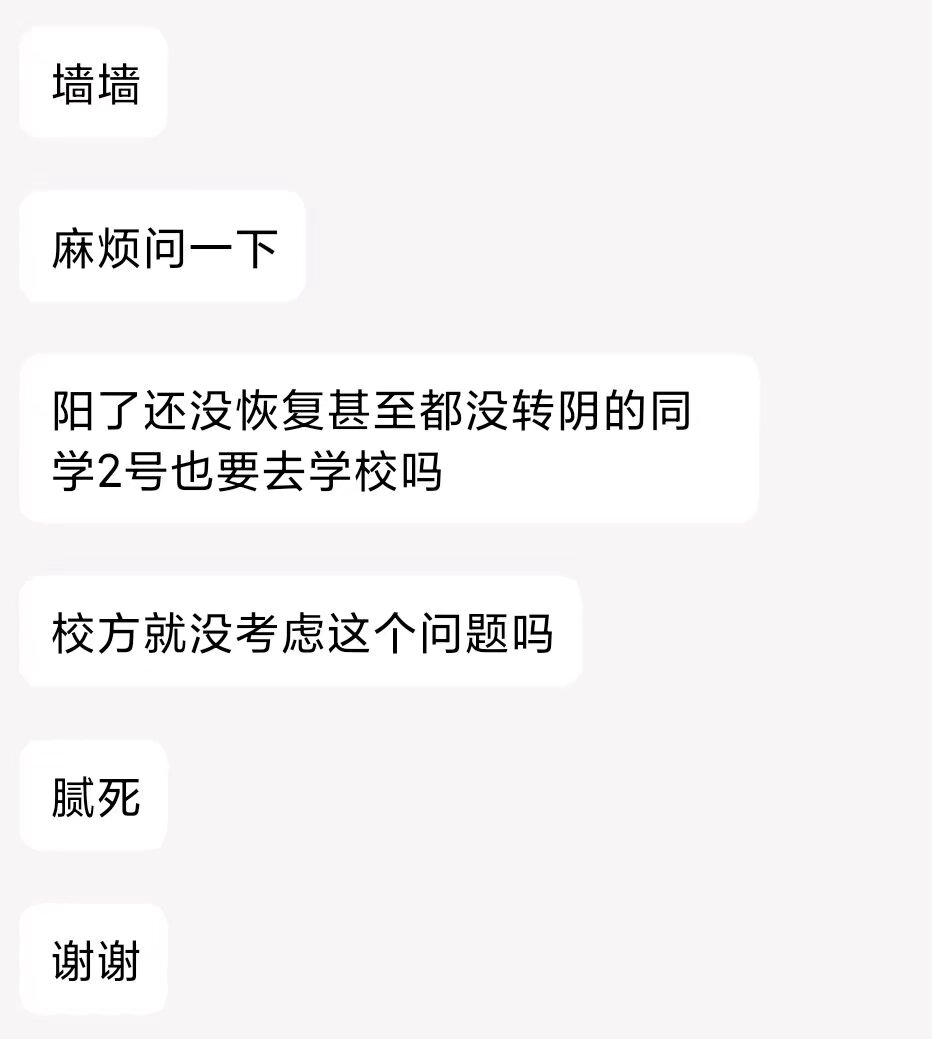 墙墙
麻烦问一下
阳了还没恢复甚至都没转阴的同
学2号也要去学校吗
校方就没考虑这个问题吗
腻死
谢谢